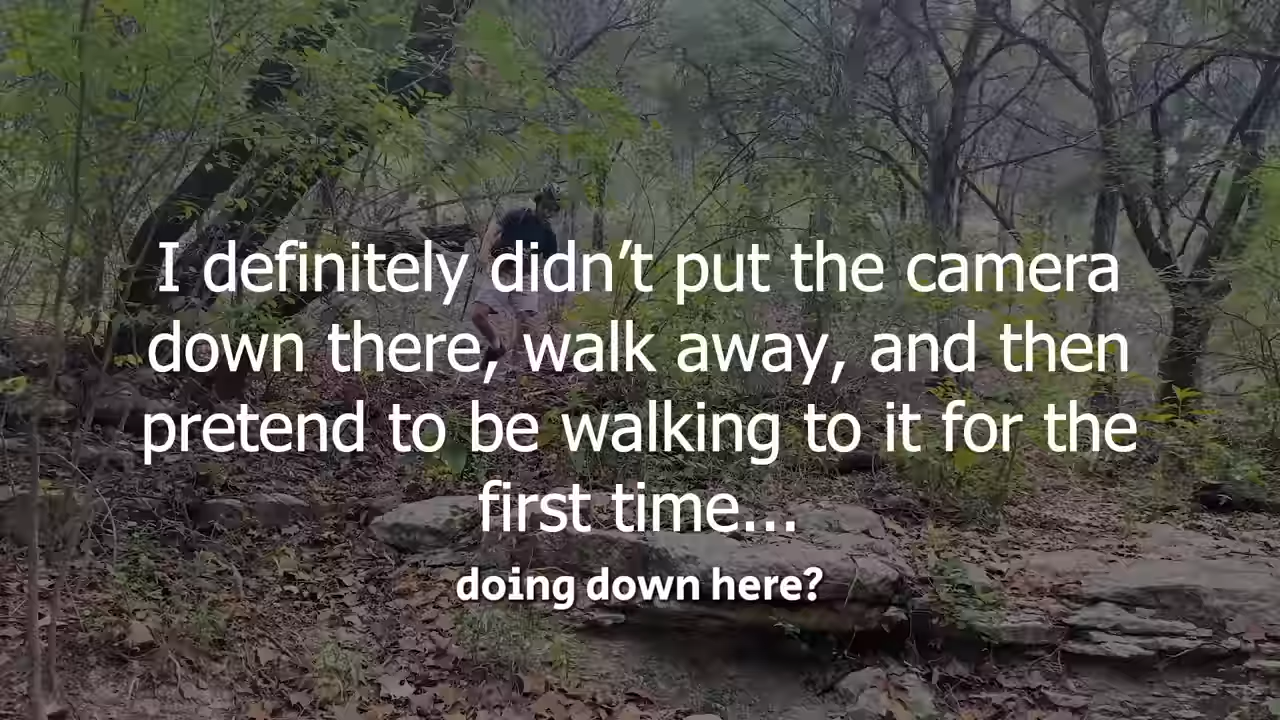 I definitely didn’t put the camera
down there, walk away, and then
pretend to be walking to it for the
first time...
doing down here?